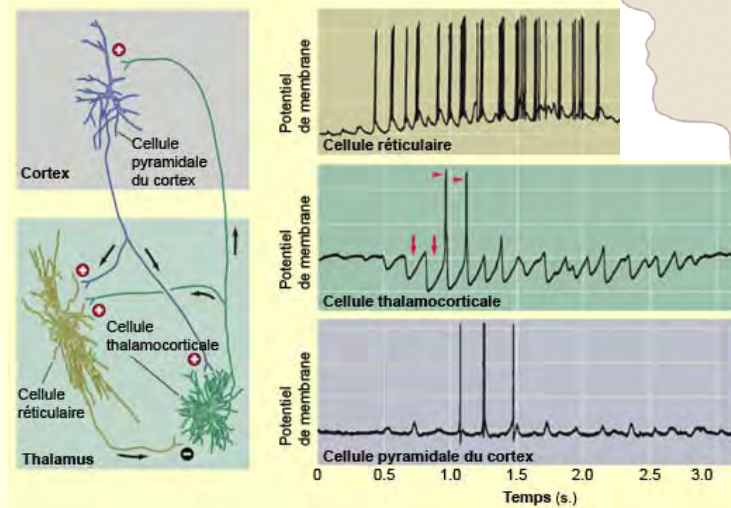 Cellule
pyramidale
du cortex
Cortex
+
+
+
Cellule
thalamocorticale
+
Cellule
réticulaire
Thalamus
-
Potentiel
de membrane
Cellule réticulaire
Potentiel
de membrane
Cellule thalamocorticale
Potentiel
de membrane
Cellule pyramidale du cortex
0 0.5 1.0 1.5 2.0 2.5 3.0
Temps (s.)